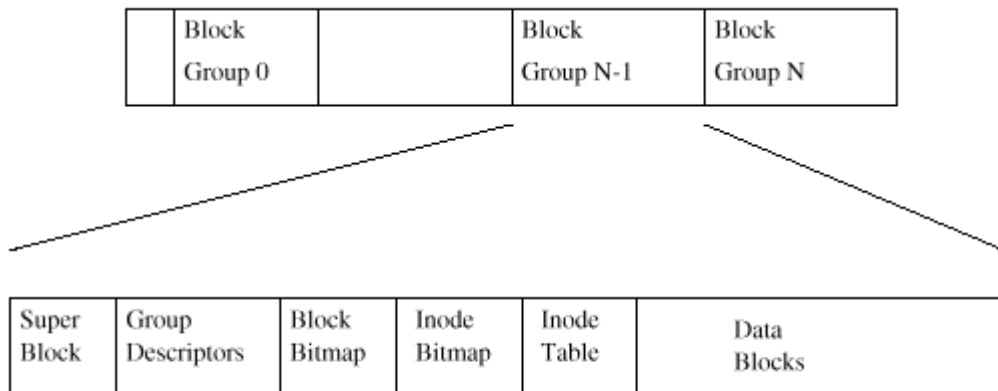 Block Block Block
Group 0 Group N-1 Group N
Super Group Block Inode Inode Data
Block Descriptors Bitmap Bitmap Table Blocks